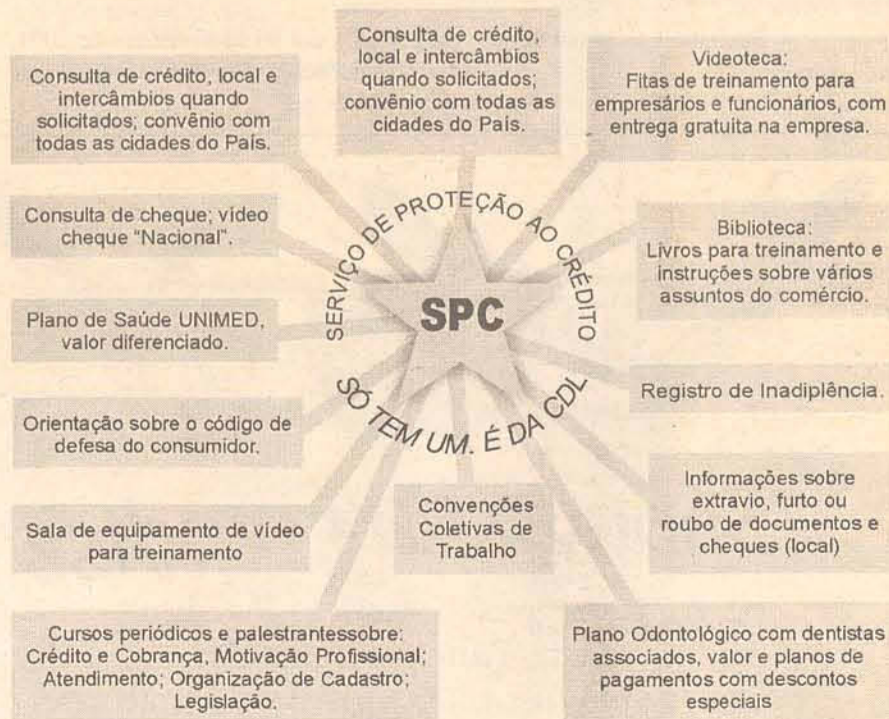 Consulta de crédito, local e
intercâmbios quando
solicitados; convênio com
todas as cidades do País.
Consulta de crédito,
local e intercâmbios
quando solicitados;
convênio com todas as
cidades do País.
Videoteca:
Fitas de treinamento para
empresários e funcionários, com
entrega gratuita na empresa.
Consulta de cheque; vídeo
cheque "Nacional".
Biblioteca:
Livros para treinamento e
instruções sobre vários
assuntos do comércio.
SERVIÇO DE PROTEÇÃO AO CRÉDITO
SPC
SÓ TEM UM. É DA CDL
Plano de Saúde UNIMED,
valor diferenciado.
Registro de Inadiplência.
Orientação sobre o código de
defesa do consumidor.
Informações sobre
extravio, furto ou
roubo de documentos e
cheques (local)
Sala de equipamento de vídeo
para treinamento
Convenções
Coletivas de
Trabalho
Cursos periódicos e palestrantessobre:
Crédito e Cobrança, Motivação Profissional;
Atendimento; Organização de Cadastro;
Legislação.
Plano Odontológico com dentistas
associados, valor e planos de
pagamentos com descontos
especiais